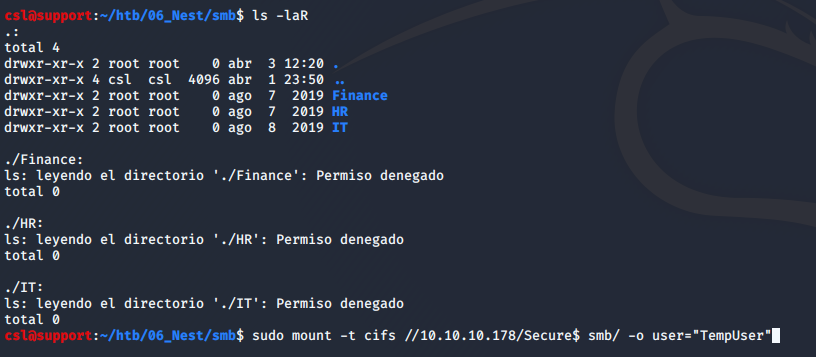 csl@support:~/htb/06_Nest/smb$ ls -laR
.:
total 4
drwxr-xr-x 2 root root    0 abr  3 12:20 .
drwxr-xr-x 4 csl  csl  4096 abr  1 23:50 ..
drwxr-xr-x 2 root root    0 ago  7  2019 Finance
drwxr-xr-x 2 root root    0 ago  7  2019 HR
drwxr-xr-x 2 root root    0 ago  8  2019 IT

./Finance:
ls: leyendo el directorio './Finance': Permiso denegado
total 0

./HR:
ls: leyendo el directorio './HR': Permiso denegado
total 0

./IT:
ls: leyendo el directorio './IT': Permiso denegado
total 0
csl@support:~/htb/06_Nest/smb$ sudo mount -t cifs //10.10.10.178/Secure$ smb/ -o user="TempUser"